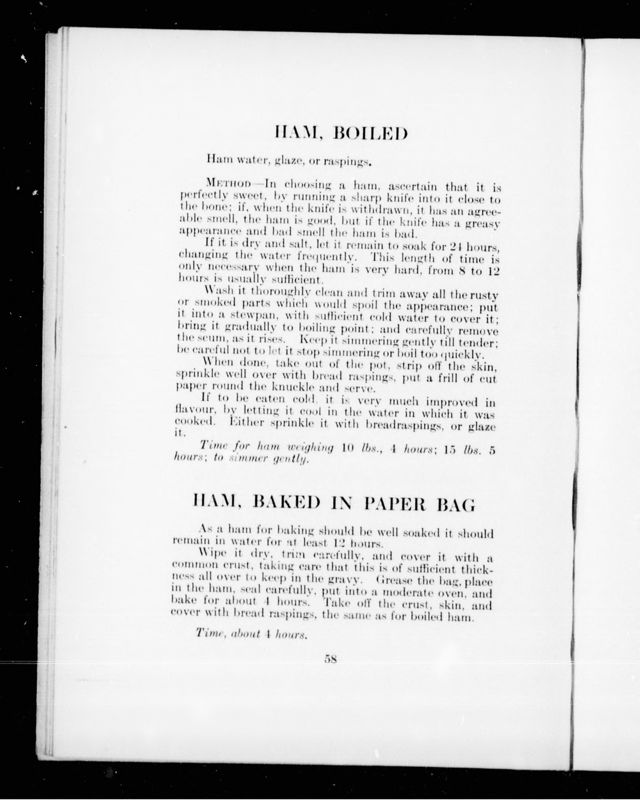 HAM, BOILED
Ham water, glaze, or raspings.
METHOD—In choosing a ham, ascertain that it is
perfectly sweet, by running a sharp knife into it close to
the bone; if, when the knife is withdrawn, it has an agree-
able smell, the ham is good, but if the knife has a greasy
appearance and bad smell the ham is bad.
If it is dry and salt, let it remain to soak for 24 hours,
changing the water frequently. This length of time is
only necessary when the ham is very hard, from 8 to 12
hours is usually sufficient.
Wash it thoroughly clean and trim away all the rusty
or smoked parts which would spoil the appearance; put
it into a stewpan, with sufficient cold water to cover it;
bring it gradually to boiling point; and carefully remove
the scum, as it rises. Keep it simmering gently till tender;
be careful not to let it stop simmering or boil too quickly.
When done, take out of the pot, strip off the skin,
sprinkle well over with bread raspings, put a frill of cut
paper round the knuckle and serve.
If to be eaten cold, it is very much improved in
flavour, by letting it cool in the water in which it was
cooked. Either sprinkle it with breadraspings, or glaze
it.
Time for ham weighing 10 lbs., 4 hours; 15 lbs. 5
hours; to simmer gently.
HAM, BAKED IN PAPER BAG
As a ham for baking should be well soaked it should
remain in water for at least 12 hours.
Wipe it dry, trim carefully, and cover it with a
common crust, taking care that this is of sufficient thick-
ness all over to keep in the gravy. Grease the bag, place
in the ham, seal carefully, put into a moderate oven, and
bake for about 4 hours. Take off the crust, skin, and
cover with bread raspings, the same as for boiled ham.
Time, about 4 hours.
58